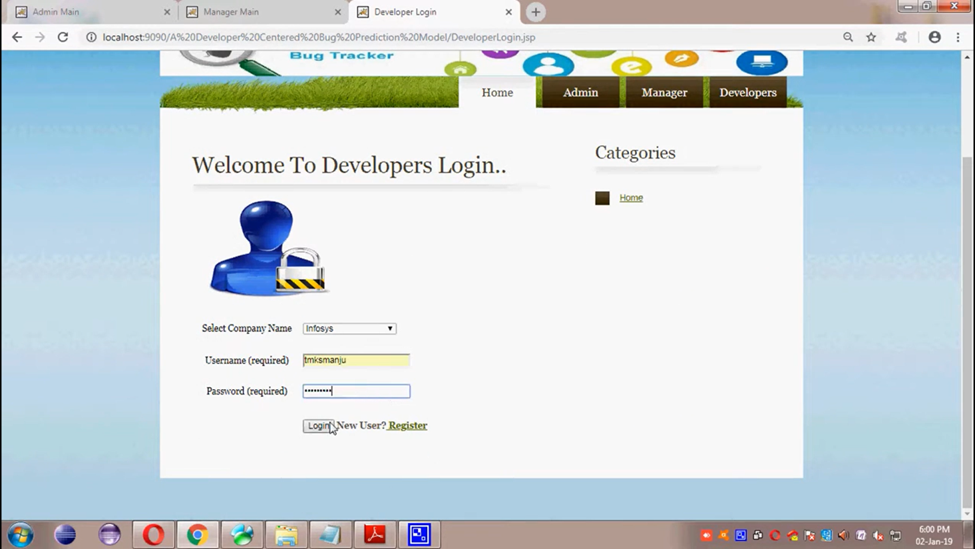 Admin Main
Manager Main
Developer Login
localhost:9090/A%20Developer%20Centered%20Bug%20Prediction%20Model/DeveloperLogin.jsp
Bug Tracker
Home
Admin
Manager
Developers
Welcome To Developers Login..
Categories
Home
Select Company Name
Infosys
Username (required)
tmksmanju
Password (required)
•••••••••
Login
New User? Register
6:00 PM
02-Jan-19